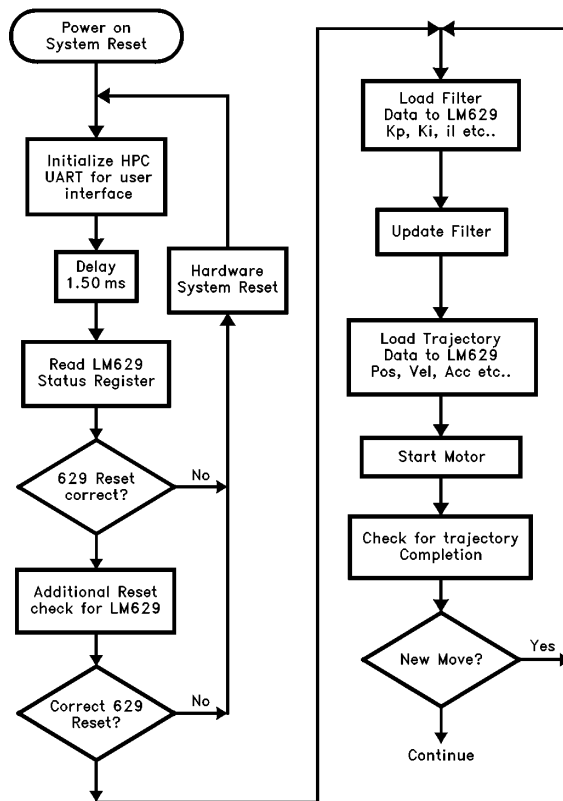 Power on
System Reset
Initialize HPC
UART for user
interface
Delay
1.50 ms
Hardware
System Reset
Read LM629
Status Register
629 Reset
correct?
No
Additional Reset
check for LM629
Correct 629
Reset?
No
Load Filter
Data to LM629
Kp, Ki, il etc..
Update Filter
Load Trajectory
Data to LM629
Pos, Vel, Acc etc..
Start Motor
Check for trajectory
Completion
New Move?
Yes
Continue